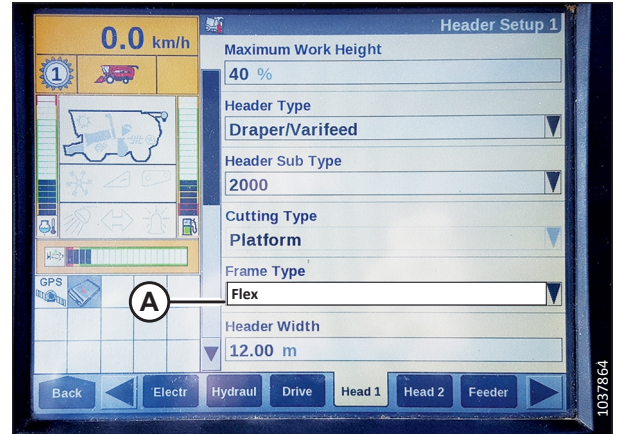 0.0 km/h
Header Setup 1
1
Maximum Work Height
40 %
Header Type
Draper/Varifeed
Header Sub Type
2000
Cutting Type
Platform
Frame Type
GPS
A
Flex
Header Width
12.00 m
Back
Electr
Hydraul
Drive
Head 1
Head 2
Feeder
1037864